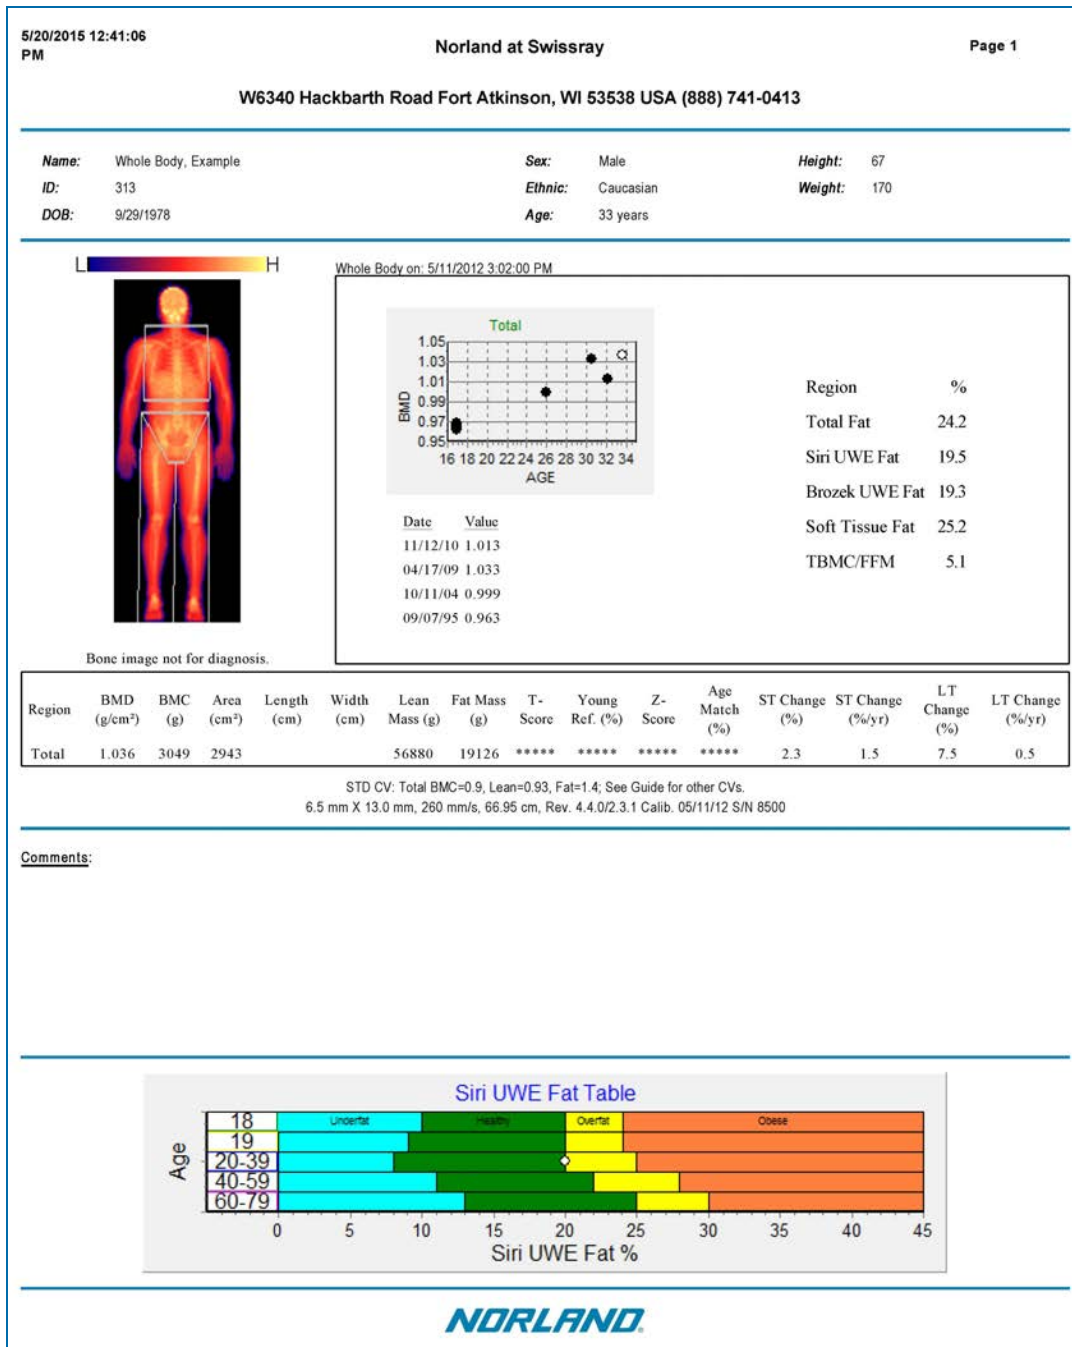 5/20/2015 12:41:06
PM
Norland at Swissray
Page 1
W6340 Hackbarth Road Fort Atkinson, WI 53538 USA (888) 741-0413
Name: Whole Body, Example Sex: Male Height: 67
ID: 313 Ethnic: Caucasian Weight: 170
DOB: 9/29/1978 Age: 33 years
L H
Whole Body on: 5/11/2012 3:02:00 PM
Total
1.05
1.03
1.01
0.99
0.97
0.95
BMD
16 18 20 22 24 26 28 30 32 34
AGE
Date Value
11/12/10 1.013
04/17/09 1.033
10/11/04 0.999
09/07/95 0.963
Region %
Total Fat 24.2
Siri UWE Fat 19.5
Brozek UWE Fat 19.3
Soft Tissue Fat 25.2
TBMC/FFM 5.1
Bone image not for diagnosis.
Region BMD (g/cm²) BMC (g) Area (cm²) Length (cm) Width (cm) Lean Mass (g) Fat Mass (g) T-Score Young Ref. (%) Z-Score Age Match (%) ST Change (%) ST Change (%/yr) LT Change (%) LT Change (%/yr)
Total 1.036 3049 2943 56880 19126 ***** ***** ***** ***** 2.3 1.5 7.5 0.5
STD CV: Total BMC=0.9, Lean=0.93, Fat=1.4; See Guide for other CVs.
6.5 mm X 13.0 mm, 260 mm/s, 66.95 cm, Rev. 4.4.0/2.3.1 Calib. 05/11/12 S/N 8500
Comments:
Siri UWE Fat Table
Age
18 Underfat Healthy Overfat Obese
19
20-39
40-59
60-79
0 5 10 15 20 25 30 35 40 45
Siri UWE Fat %
NORLAND.